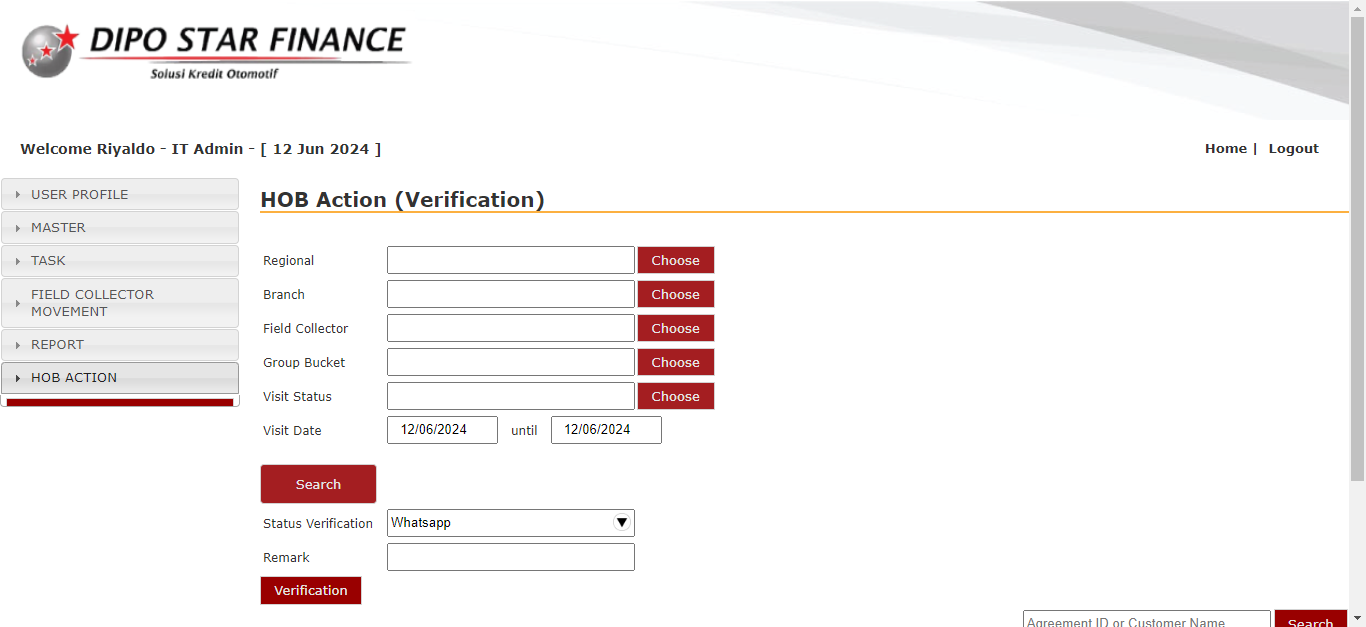 DIPO STAR FINANCE
Solusi Kredit Otomotif
Welcome Riyaldo - IT Admin - [ 12 Jun 2024 ]
Home | Logout
USER PROFILE
MASTER
TASK
FIELD COLLECTOR
MOVEMENT
REPORT
HOB ACTION
HOB Action (Verification)
Regional Choose
Branch Choose
Field Collector Choose
Group Bucket Choose
Visit Status Choose
Visit Date 12/06/2024 until 12/06/2024
Search
Status Verification Whatsapp
Remark
Verification
Agreement ID or Customer Name Search